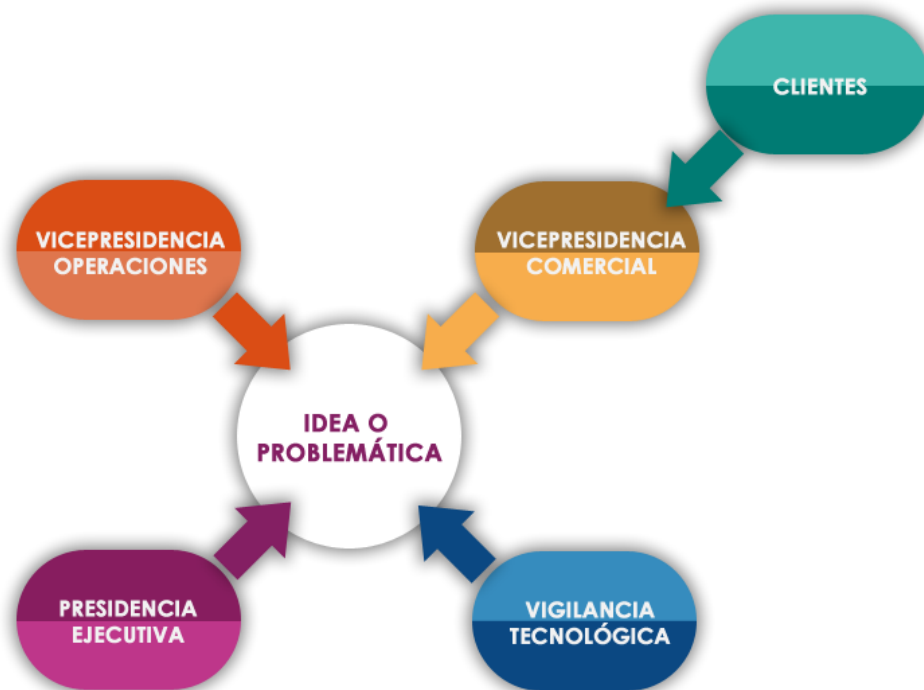 CLIENTES
VICEPRESIDENCIA
OPERACIONES
VICEPRESIDENCIA
COMERCIAL
IDEA O
PROBLEMÁTICA
PRESIDENCIA
EJECUTIVA
VIGILANCIA
TECNOLÓGICA